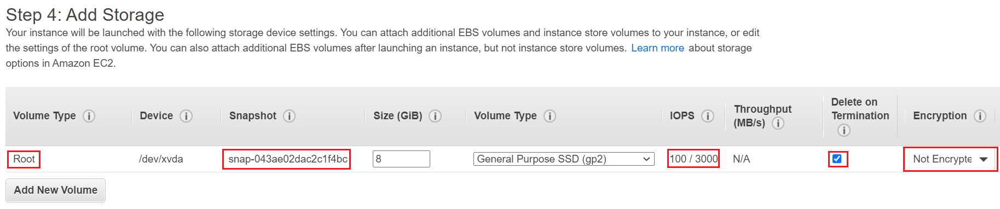 Step 4: Add Storage
Your instance will be launched with the following storage device settings. You can attach additional EBS volumes and instance store volumes to your instance, or edit
the settings of the root volume. You can also attach additional EBS volumes after launching an instance, but not instance store volumes. Learn more about storage
options in Amazon EC2.
Volume Type i Device i Snapshot i Size (GiB) i Volume Type i IOPS i Throughput (MB/s) i Delete on Termination i Encryption i
Root /dev/xvda snap-043ae02dac2c1f4bc 8 General Purpose SSD (gp2) 100 / 3000 N/A Not Encrypte
Add New Volume